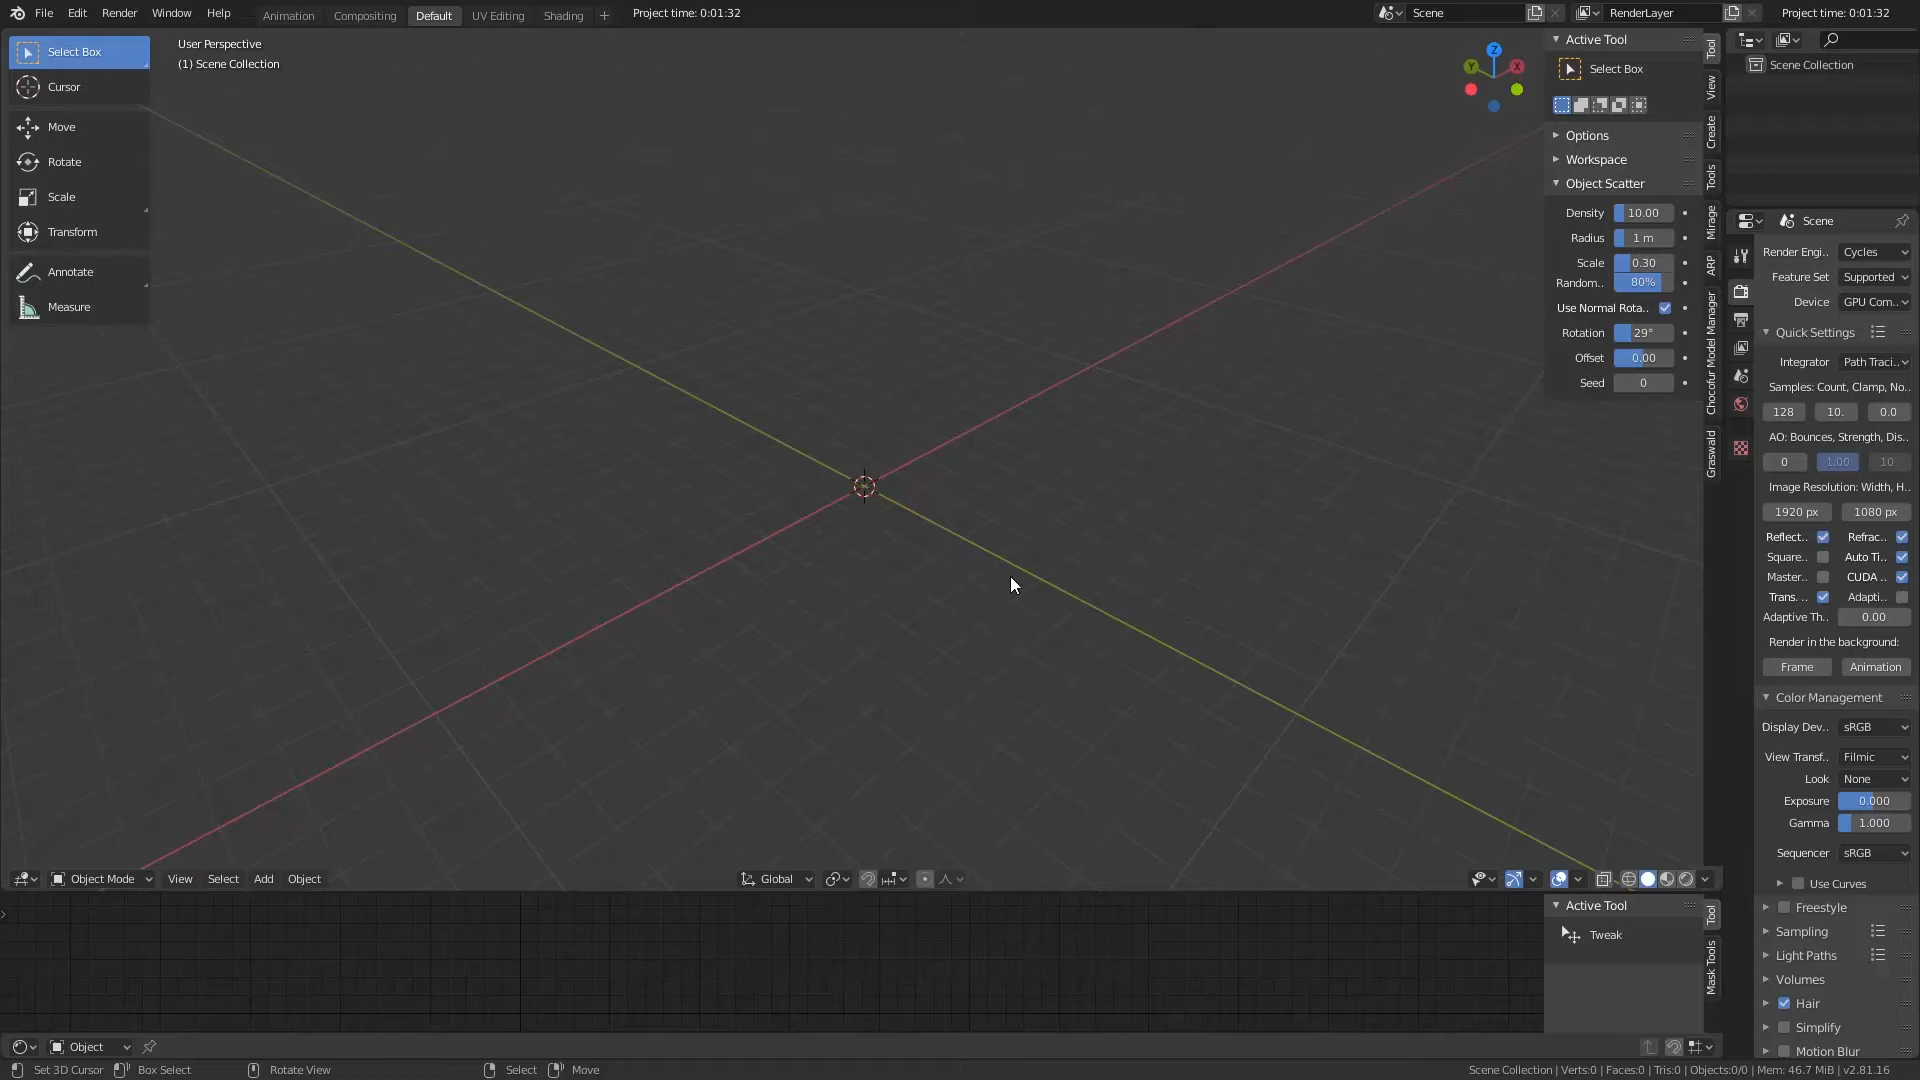 File Edit Render Window Help
Animation Compositing Default UV Editing Shading +
Project time: 0:01:32
Scene
RenderLayer
Project time: 0:01:32
Select Box
Cursor
Move
Rotate
Scale
Transform
Annotate
Measure
User Perspective
(1) Scene Collection
Z
Y
X
Active Tool
Select Box
Options
Workspace
Object Scatter
Density 10.00
Radius 1 m
Scale 0.30
Random.. 80%
Use Normal Rota..
Rotation 29°
Offset 0.00
Seed 0
Tool
View
Create
Tools
Mirage
ARP
Chocofur Model Manager
Graswald
Scene Collection
Scene
Render Engi.. Cycles
Feature Set Supported
Device GPU Com..
Quick Settings
Integrator Path Traci..
Samples: Count, Clamp, No..
128 10. 0.0
AO: Bounces, Strength, Dis..
0 1.00 10
Image Resolution: Width, H..
1920 px 1080 px
Reflect.. Refrac..
Square.. Auto Ti..
Master.. CUDA ..
Trans. .. Adapti..
Adaptive Th.. 0.00
Render in the background:
Frame Animation
Color Management
Display Dev.. sRGB
View Transf.. Filmic
Look None
Exposure 0.000
Gamma 1.000
Sequencer sRGB
Use Curves
Freestyle
Sampling
Light Paths
Volumes
Hair
Simplify
Motion Blur
Object Mode View Select Add Object
Global
Active Tool
Tweak
Tool
Mask Tools
Object
Set 3D Cursor Box Select Rotate View Select Move
Scene Collection | Verts:0 | Faces:0 | Tris:0 | Objects:0/0 | Mem: 46.7 MiB | v2.81.16